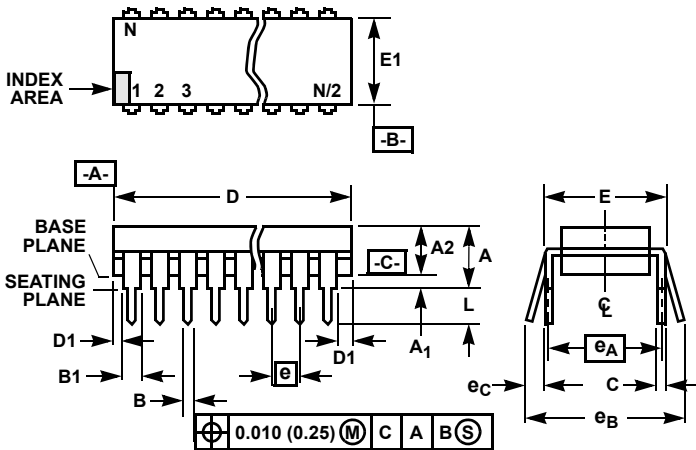 N
E1
INDEX
AREA
1 2 3 N/2
-B-
-A-
D
E
BASE
PLANE
A2
A
-C-
SEATING
PLANE
L
D1
A1
D1
eA
B1
e
eC
C
B
eB
0.010 (0.25) Ⓜ C A B Ⓢ
℄